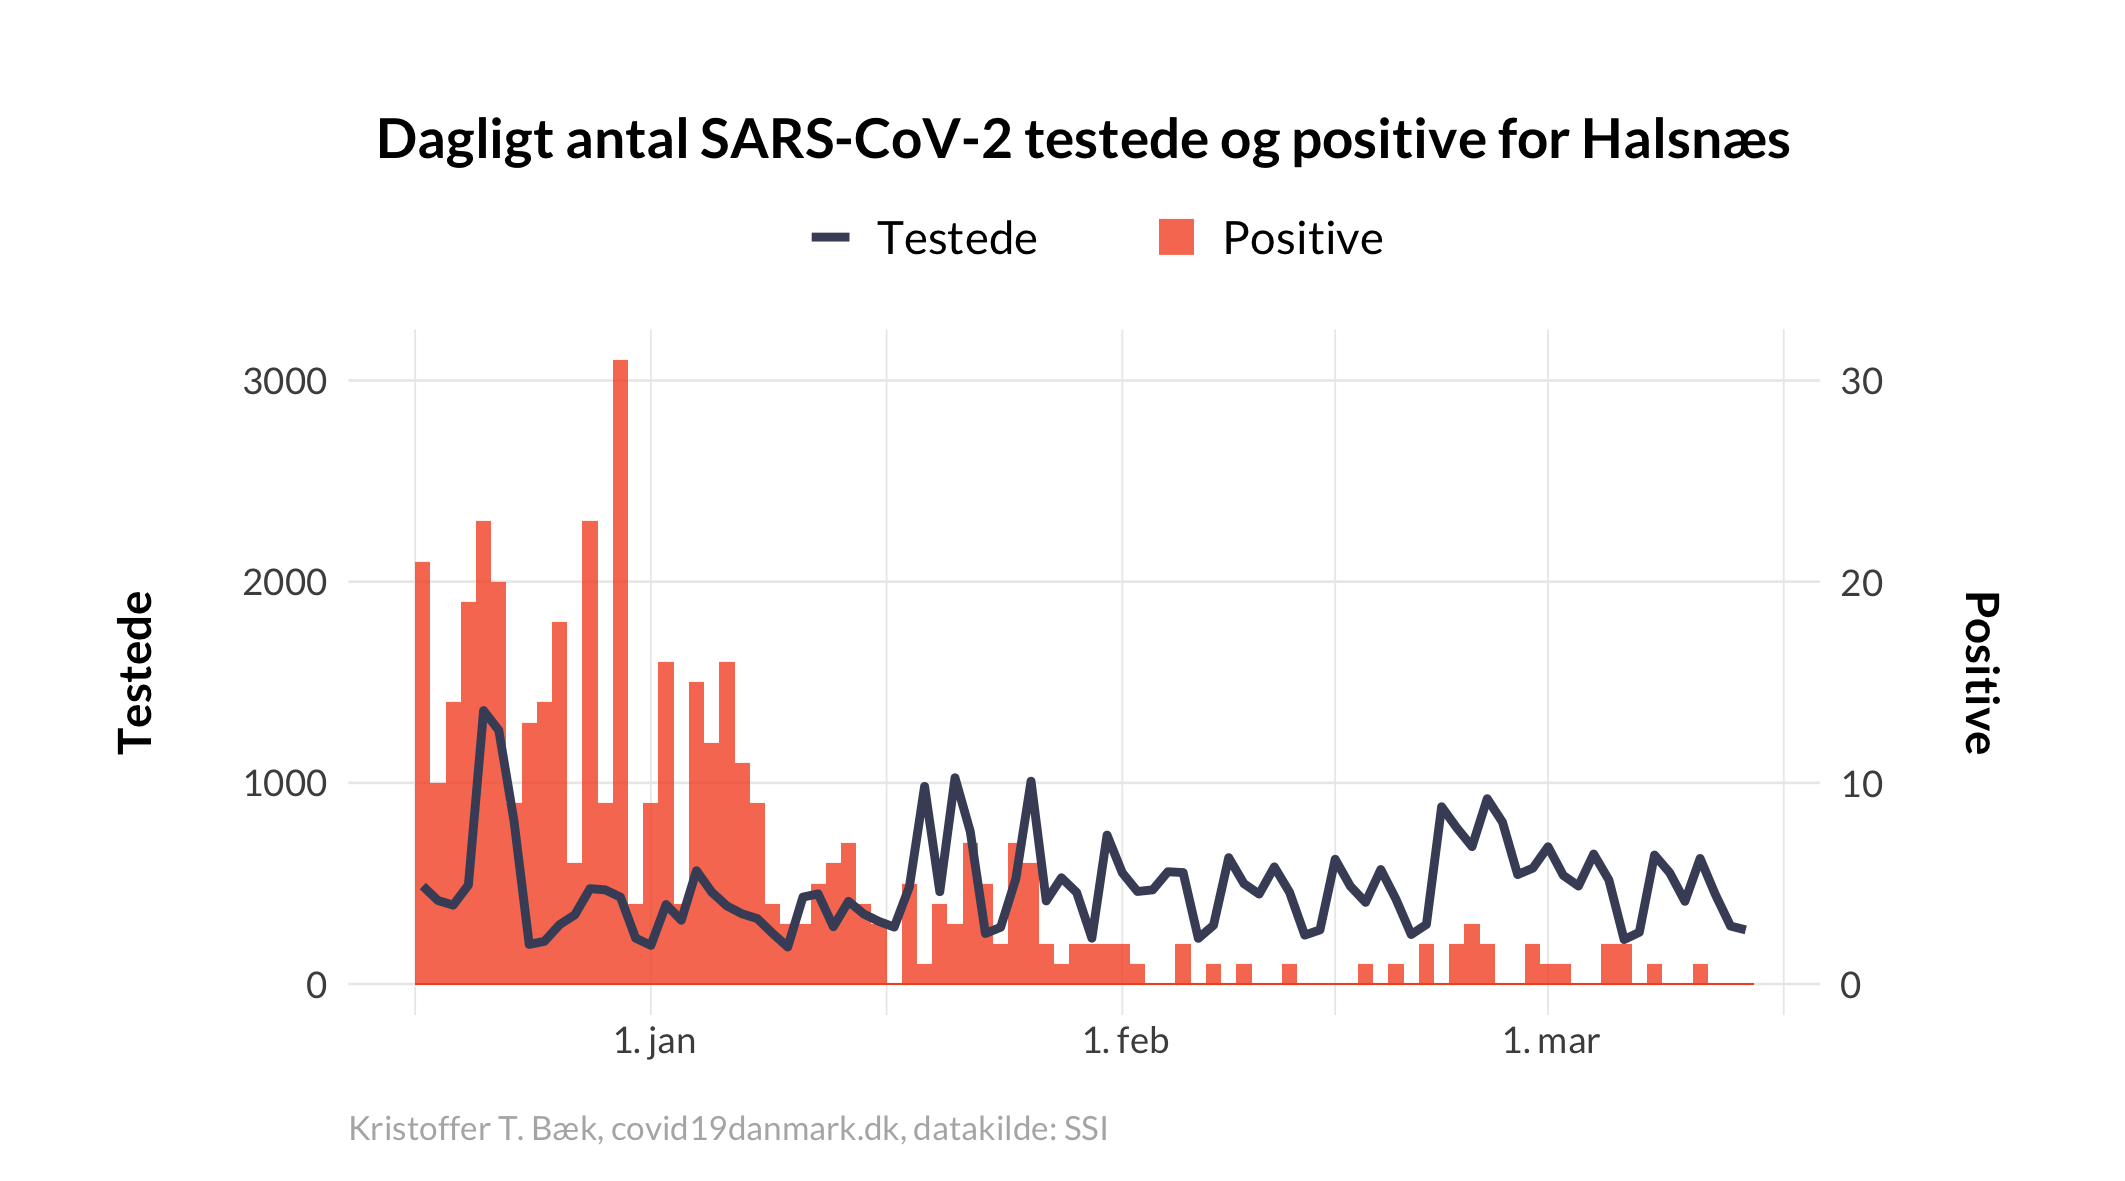 Dagligt antal SARS-CoV-2 testede og positive for Halsnæs
Testede
Positive
3000
2000
1000
0
30
20
10
0
Testede
Positive
1. jan
1. feb
1. mar
Kristoffer T. Bæk, covid19danmark.dk, datakilde: SSI